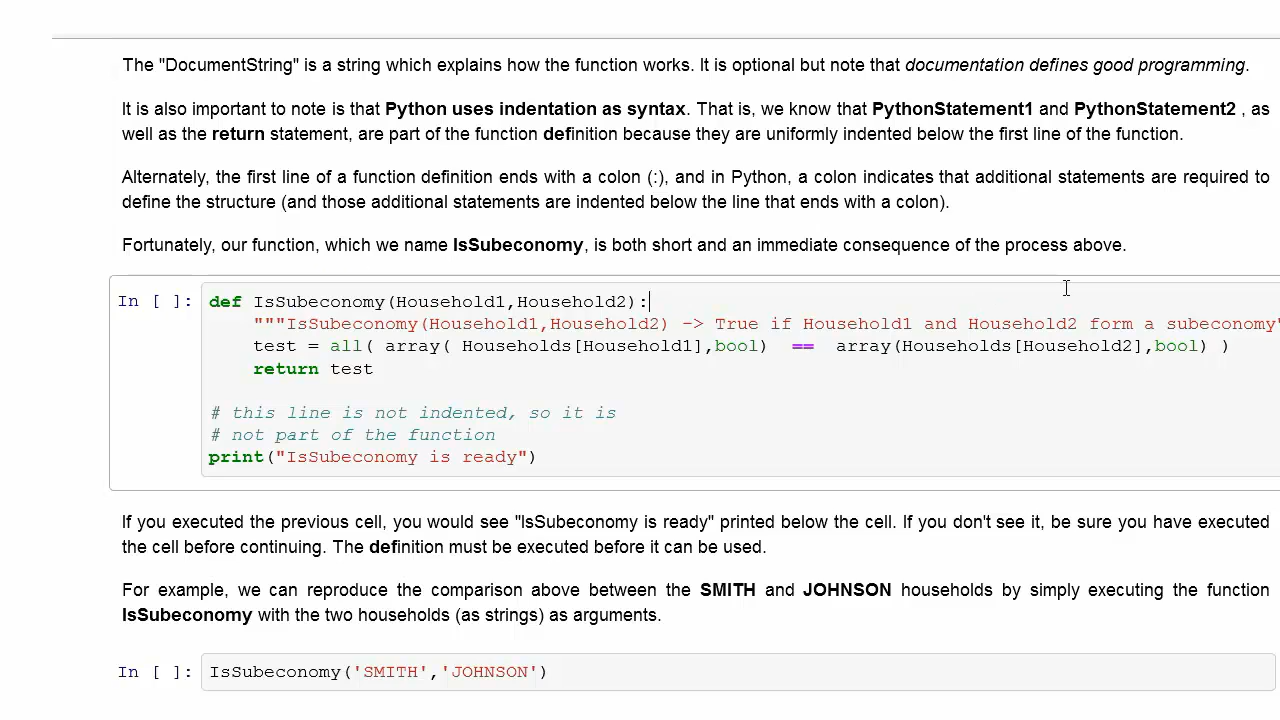 The "DocumentString" is a string which explains how the function works. It is optional but note that documentation defines good programming.
It is also important to note is that Python uses indentation as syntax. That is, we know that PythonStatement1 and PythonStatement2 , as
well as the return statement, are part of the function definition because they are uniformly indented below the first line of the function.
Alternately, the first line of a function definition ends with a colon (:), and in Python, a colon indicates that additional statements are required to
define the structure (and those additional statements are indented below the line that ends with a colon).
Fortunately, our function, which we name IsSubeconomy, is both short and an immediate consequence of the process above.
In [ ]: def IsSubeconomy(Household1,Household2):
"""IsSubeconomy(Household1,Household2) -> True if Household1 and Household2 form a subeconomy"
test = all( array( Households[Household1],bool)  ==  array(Households[Household2],bool) )
return test
# this line is not indented, so it is
# not part of the function
print("IsSubeconomy is ready")
If you executed the previous cell, you would see "IsSubeconomy is ready" printed below the cell. If you don't see it, be sure you have executed
the cell before continuing. The definition must be executed before it can be used.
For example, we can reproduce the comparison above between the SMITH and JOHNSON households by simply executing the function
IsSubeconomy with the two households (as strings) as arguments.
In [ ]: IsSubeconomy('SMITH','JOHNSON')